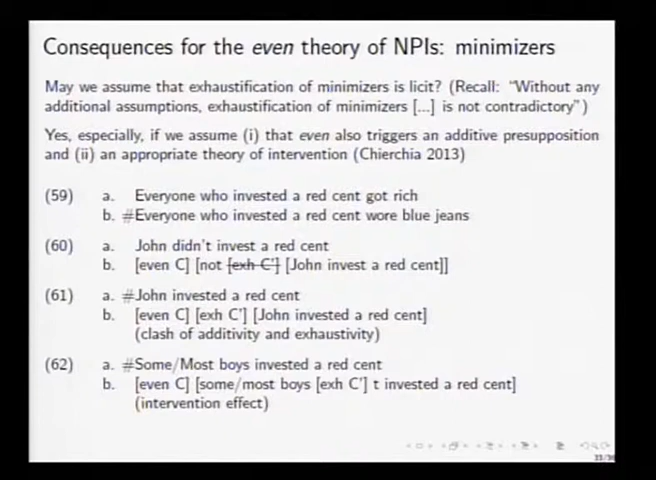 Consequences for the even theory of NPIs: minimizers
May we assume that exhaustification of minimizers is licit? (Recall: "Without any
additional assumptions, exhaustification of minimizers [...] is not contradictory")
Yes, especially, if we assume (i) that even also triggers an additive presupposition
and (ii) an appropriate theory of intervention (Chierchia 2013)
(59) a. Everyone who invested a red cent got rich
b. #Everyone who invested a red cent wore blue jeans
(60) a. John didn't invest a red cent
b. [even C] [not [exh C'] [John invest a red cent]]
(61) a. #John invested a red cent
b. [even C] [exh C'] [John invested a red cent]
(clash of additivity and exhaustivity)
(62) a. #Some/Most boys invested a red cent
b. [even C] [some/most boys [exh C'] t invested a red cent]
(intervention effect)